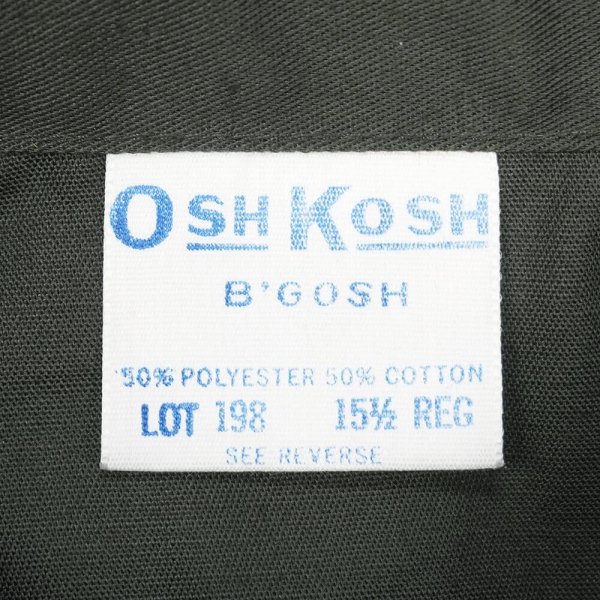 OSH KOSH
B'GOSH
50% POLYESTER 50% COTTON
LOT 198 15½ REG
SEE REVERSE